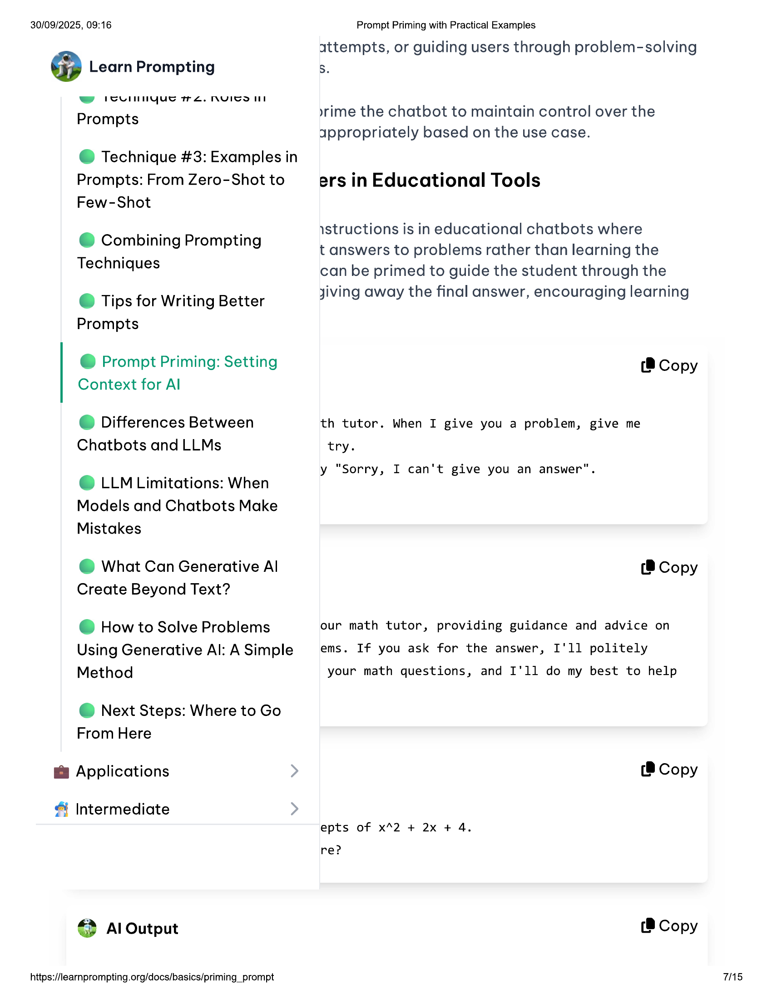 30/09/2025, 09:16
Prompt Priming with Practical Examples
Learn Prompting
Technique #2: Roles in
Prompts
Technique #3: Examples in
Prompts: From Zero-Shot to
Few-Shot
Combining Prompting
Techniques
Tips for Writing Better
Prompts
Prompt Priming: Setting
Context for AI
Differences Between
Chatbots and LLMs
LLM Limitations: When
Models and Chatbots Make
Mistakes
What Can Generative AI
Create Beyond Text?
How to Solve Problems
Using Generative AI: A Simple
Method
Next Steps: Where to Go
From Here
Applications
Intermediate
attempts, or guiding users through problem-solving
s.
prime the chatbot to maintain control over the
appropriately based on the use case.
ers in Educational Tools
nstructions is in educational chatbots where
t answers to problems rather than learning the
can be primed to guide the student through the
giving away the final answer, encouraging learning
Copy
th tutor. When I give you a problem, give me
try.
y "Sorry, I can't give you an answer".
Copy
our math tutor, providing guidance and advice on
ems. If you ask for the answer, I'll politely
your math questions, and I'll do my best to help
Copy
epts of x^2 + 2x + 4.
re?
AI Output
Copy
https://learnprompting.org/docs/basics/priming_prompt
7/15